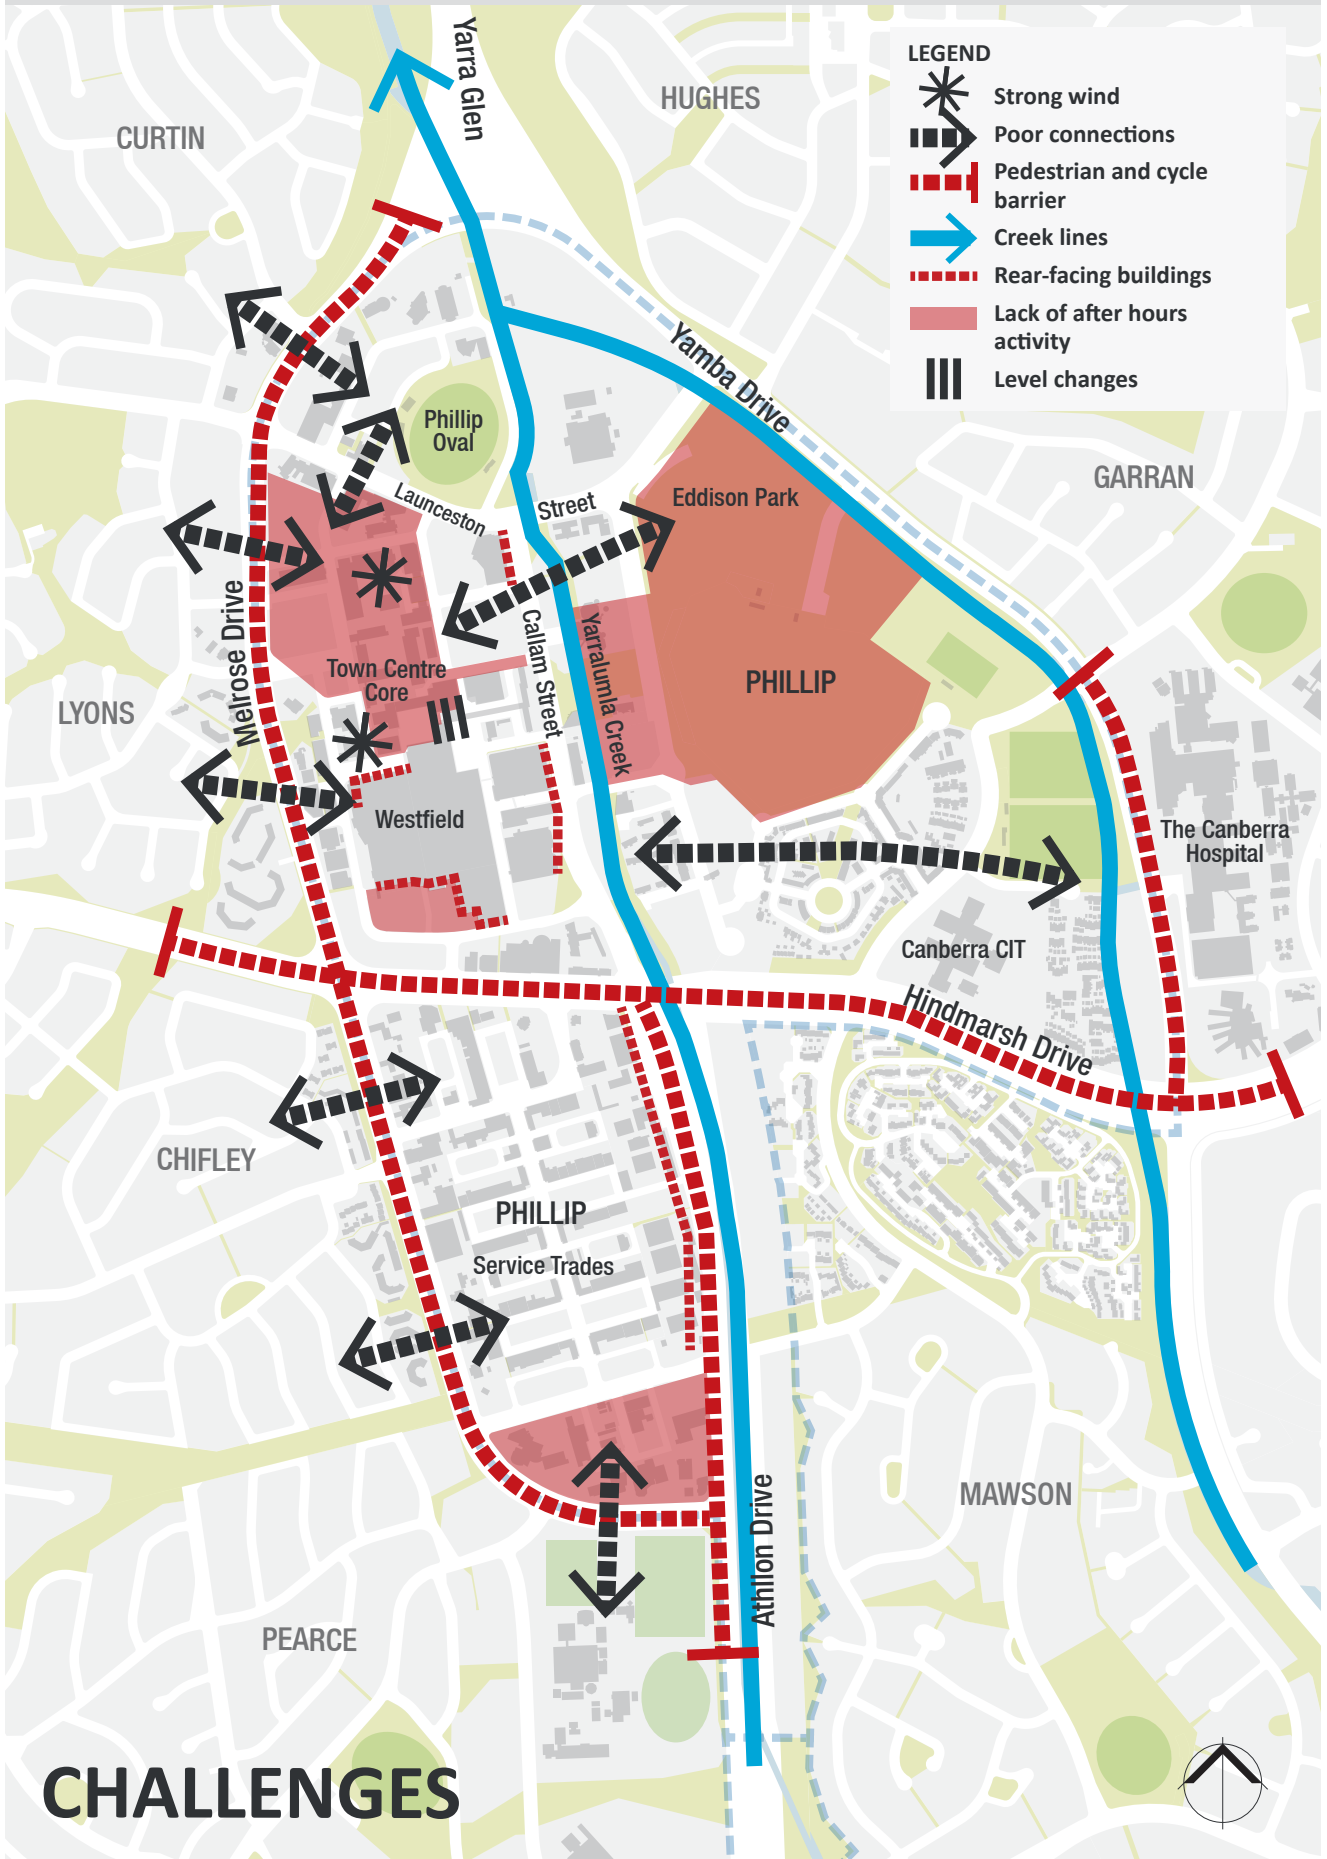 Yarra Glen
HUGHES
CURTIN
LEGEND
Strong wind
Poor connections
Pedestrian and cycle
barrier
Creek lines
Rear-facing buildings
Lack of after hours
activity
Level changes
Yamba Drive
Phillip
Oval
Launceston
Street
Eddison Park
GARRAN
Melrose Drive
Callam Street
Yarralumla Creek
Town Centre
Core
PHILLIP
LYONS
Westfield
The Canberra
Hospital
Canberra CIT
Hindmarsh Drive
CHIFLEY
PHILLIP
Service Trades
MAWSON
Athllon Drive
PEARCE
CHALLENGES